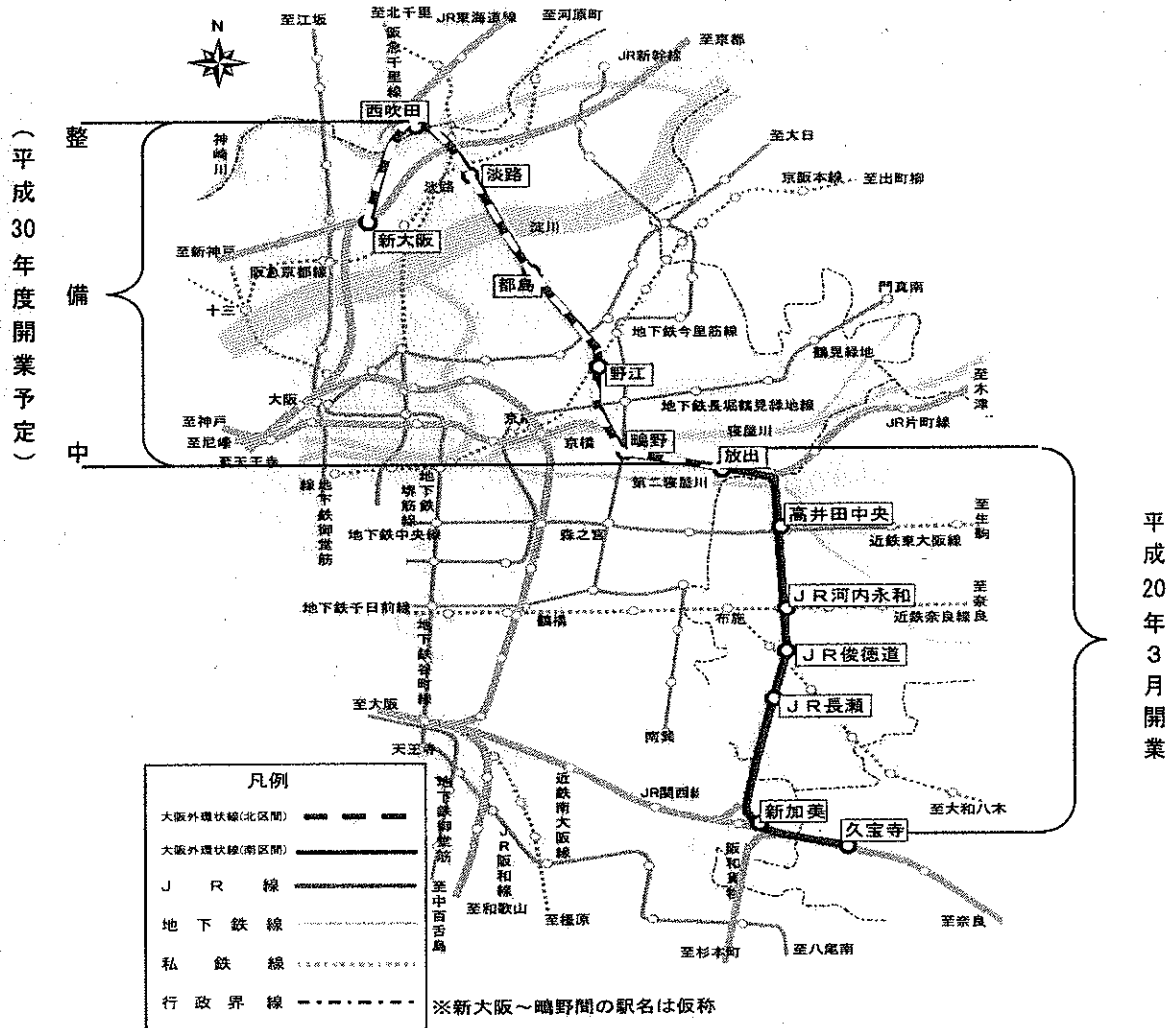 N
至江坂
至北千里
阪急千里線
JR東海道線
至河原町
至京都
JR新幹線
西吹田
神崎川
至大日
淡路
淡路
京阪本線
至出町柳
新大阪
淀川
至新神戸
阪急京都線
都島
十三
門真南
地下鉄今里筋線
鶴見緑地
野江
至木津
大阪
地下鉄長堀鶴見緑地線
JR片町線
至神戸
至尼崎
至天王寺
京橋
鴫野
寝屋川
放出
第二寝屋川
地下鉄御堂筋線
地下鉄堺筋線
高井田中央
至生駒
地下鉄中央線
森之宮
近鉄東大阪線
JR河内永和
至奈良
地下鉄千日前線
鶴橋
布施
近鉄奈良線
地下鉄谷町線
JR俊徳道
至大阪
JR長瀬
天王寺
南巽
JR関西線
至大和八木
新加美
久宝寺
地下鉄御堂筋
JR阪和線
近鉄南大阪線
阪和貨物
至中百舌鳥
至和歌山
至橿原
至杉本町
至八尾南
至奈良
整備中
(平成30年度開業予定)
平成20年3月開業
凡例
大阪外環状線(北区間)
大阪外環状線(南区間)
JR線
地下鉄線
私鉄線
行政界線
※新大阪～鴫野間の駅名は仮称